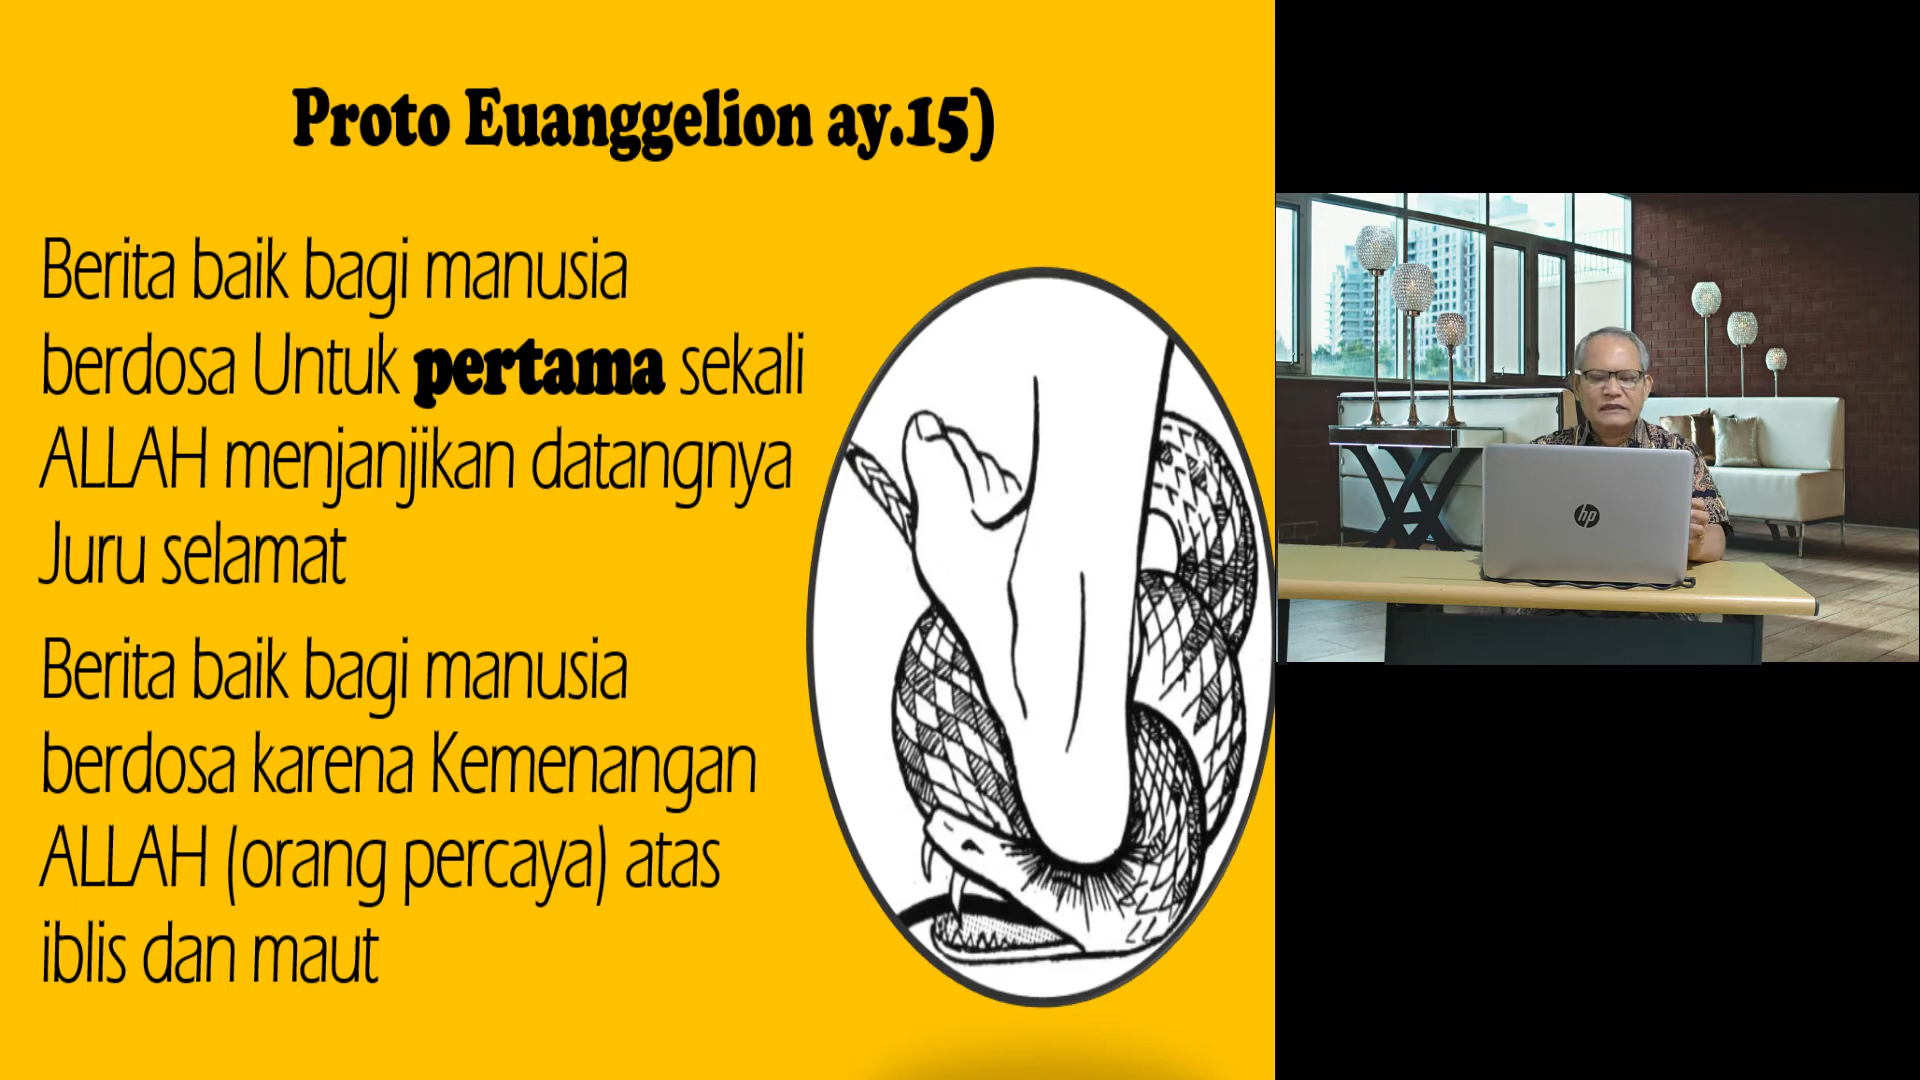 Proto Euanggelion ay.15)
Berita baik bagi manusia
berdosa Untuk pertama sekali
ALLAH menjanjikan datangnya
Juru selamat
Berita baik bagi manusia
berdosa karena Kemenangan
ALLAH (orang percaya) atas
iblis dan maut
hp